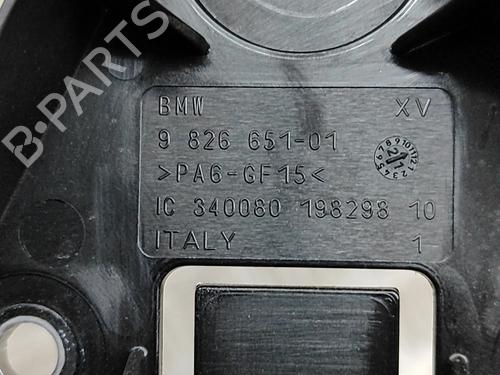 B-PARTS
BMW XV
9 826 651-01
>PA6-GF15<
IC 340080 198298 10
ITALY 1